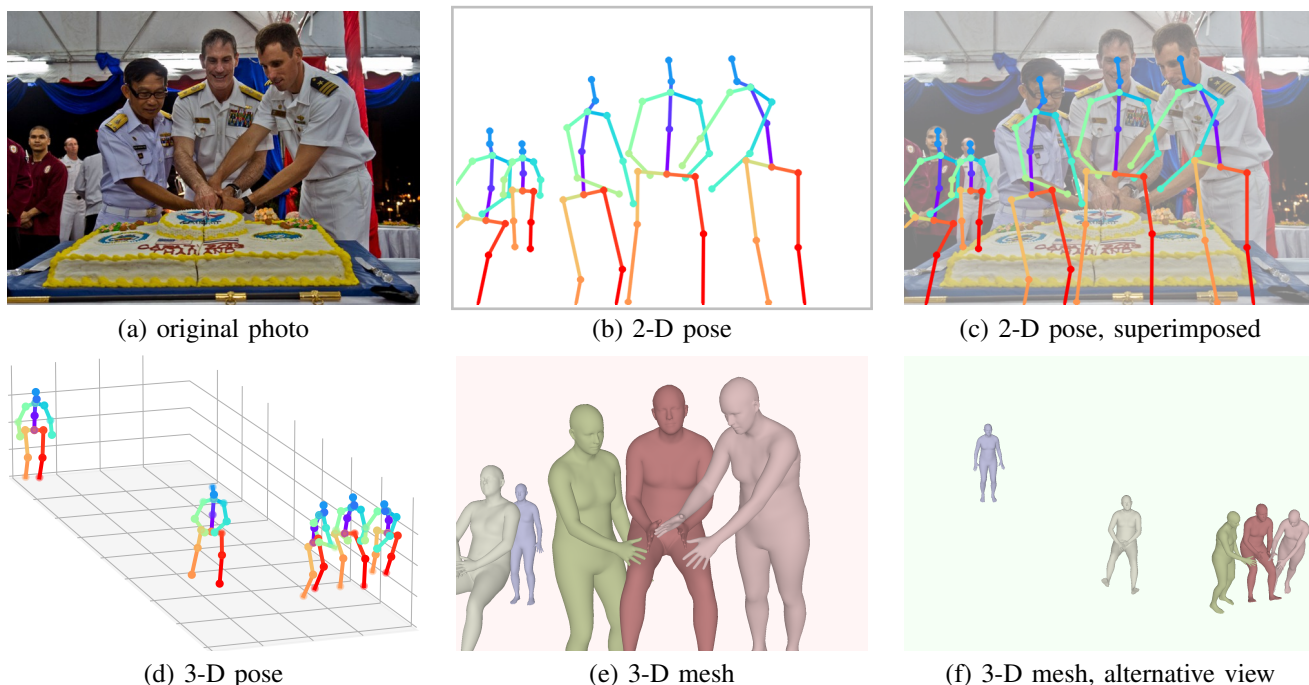 (a) original photo
(b) 2-D pose
(c) 2-D pose, superimposed
(d) 3-D pose
(e) 3-D mesh
(f) 3-D mesh, alternative view